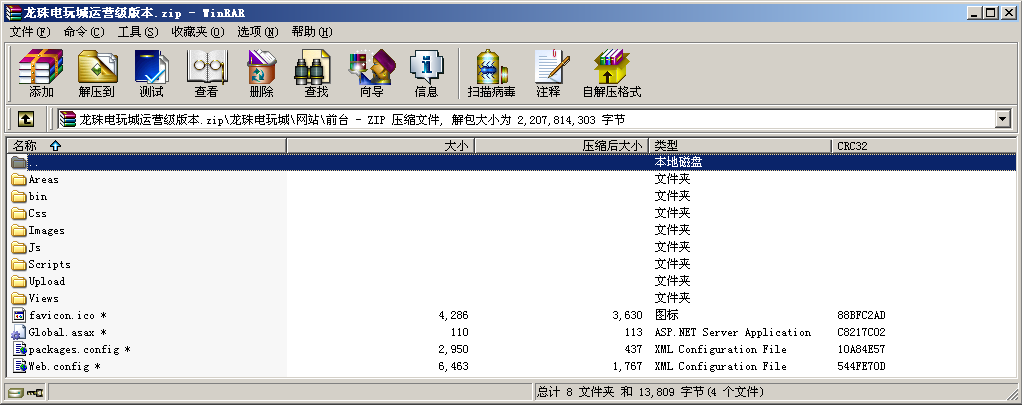 龙珠电玩城运营级版本.zip - WinRAR
文件(F) 命令(C) 工具(S) 收藏夹(O) 选项(N) 帮助(H)
添加 解压到 测试 查看 删除 查找 向导 信息 扫描病毒 注释 自解压格式
龙珠电玩城运营级版本.zip\龙珠电玩城\网站\前台 - ZIP 压缩文件, 解包大小为 2,207,814,303 字节
名称 大小 压缩后大小 类型 CRC32
.. 本地磁盘
Areas 文件夹
bin 文件夹
Css 文件夹
Images 文件夹
Js 文件夹
Scripts 文件夹
Upload 文件夹
Views 文件夹
favicon.ico * 4,286 3,630 图标 88BFC2AD
Global.asax * 110 113 ASP.NET Server Application C8217C02
packages.config * 2,950 437 XML Configuration File 10A84E57
Web.config * 6,463 1,767 XML Configuration File 544FE70D
总计 8 文件夹 和 13,809 字节(4 个文件)